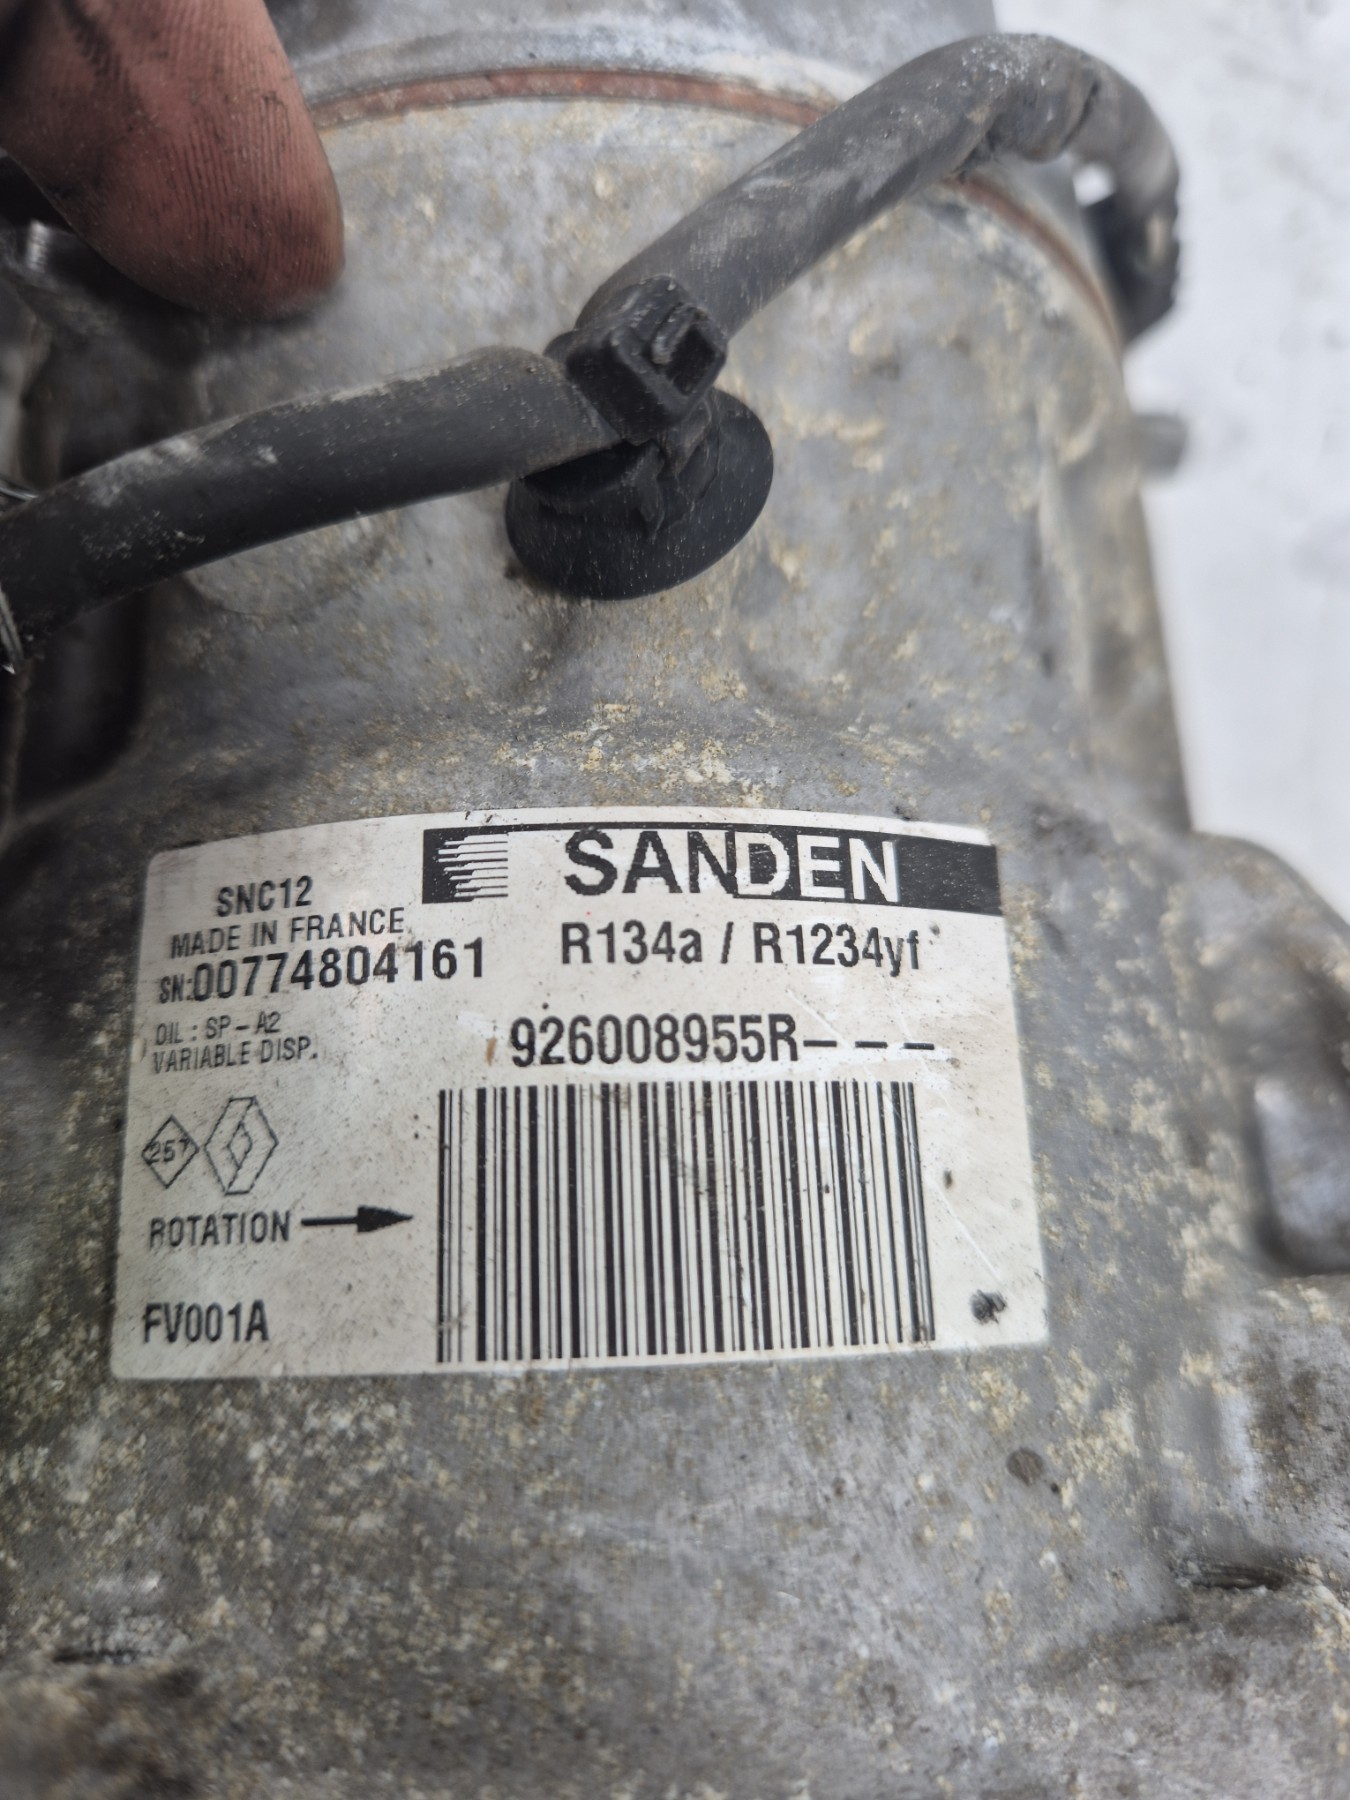 SANDEN
SNC12
MADE IN FRANCE
R134a / R1234yf
SN:00774804161
OIL : SP-A2
926008955R---
VARIABLE DISP.
257
ROTATION
FV001A